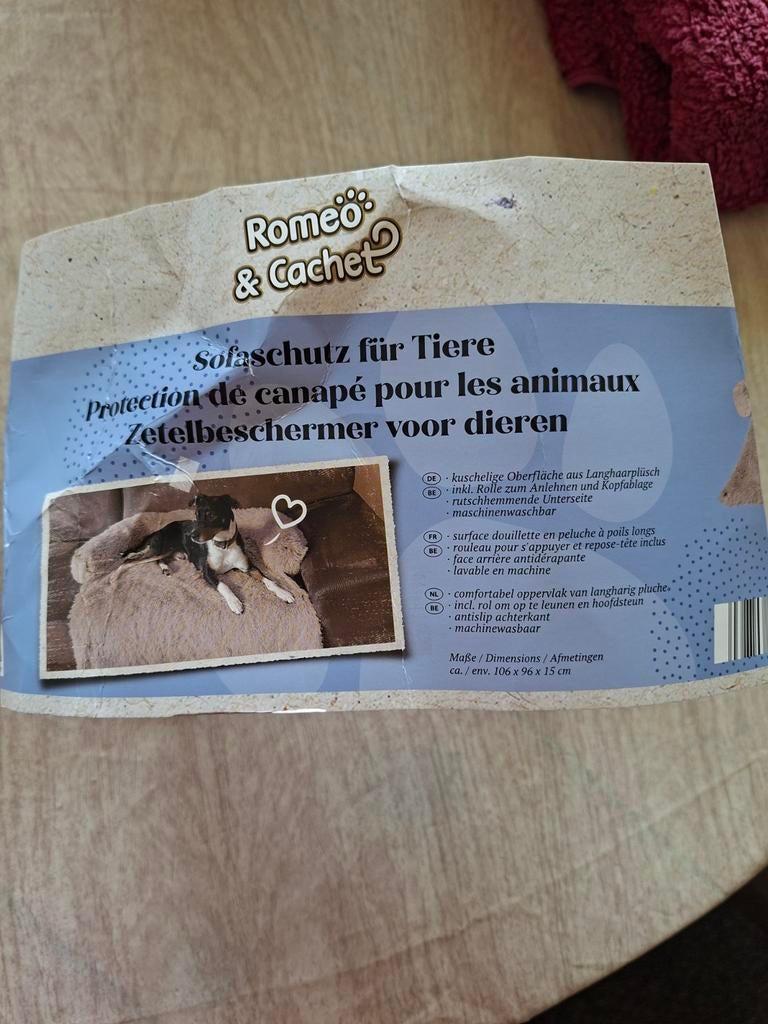 Romeo
& Cachet
Sofaschutz für Tiere
Protection de canapé pour les animaux
Zetelbeschermer voor dieren
DE · kuschelige Oberfläche aus Langhaarplüsch
BE · inkl. Rolle zum Anlehnen und Kopfablage
· rutschhemmende Unterseite
· maschinenwaschbar
FR · surface douillette en peluche à poils longs
BE · rouleau pour s'appuyer et repose-tête inclus
· face arrière antidérapante
· lavable en machine
NL · comfortabel oppervlak van langharig pluche
BE · incl. rol om op te leunen en hoofdsteun
· antislip achterkant
· machinewasbaar
Maße / Dimensions / Afmetingen
ca. / env. 106 x 96 x 15 cm